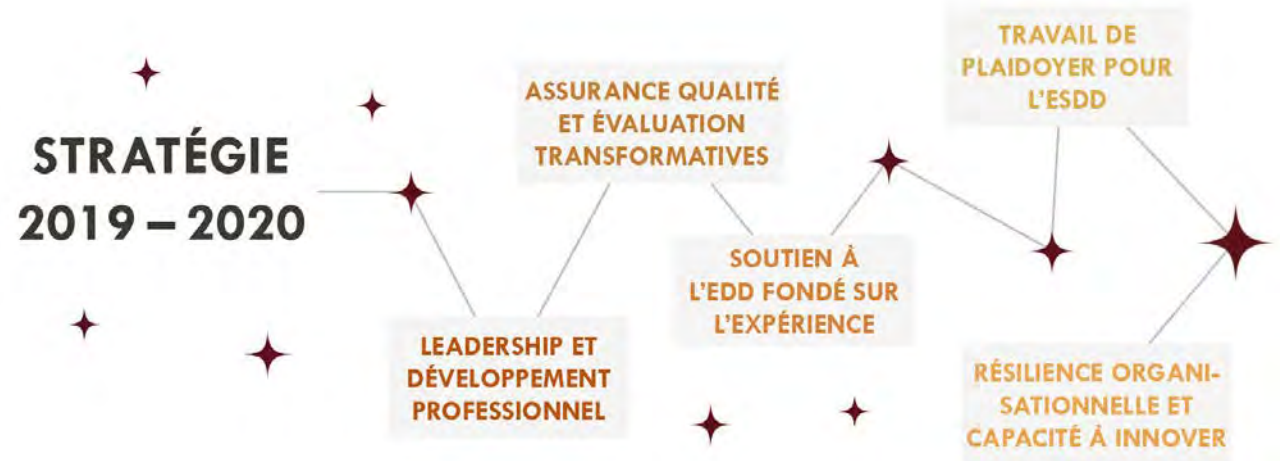 STRATÉGIE
2019 – 2020
LEADERSHIP ET
DÉVELOPPEMENT
PROFESSIONNEL
ASSURANCE QUALITÉ
ET ÉVALUATION
TRANSFORMATIVES
SOUTIEN À
L’EDD FONDÉ SUR
L’EXPÉRIENCE
TRAVAIL DE
PLAIDOYER POUR
L’ESDD
RÉSILIENCE ORGANI-
SATIONNELLE ET
CAPACITÉ À INNOVER